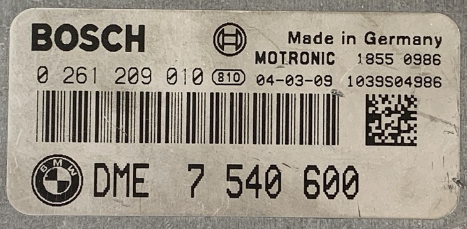 BOSCH Made in Germany
MOTRONIC 1855 0986
0 261 209 010 810 04-03-09 1039S04986
BMW DME 7 540 600